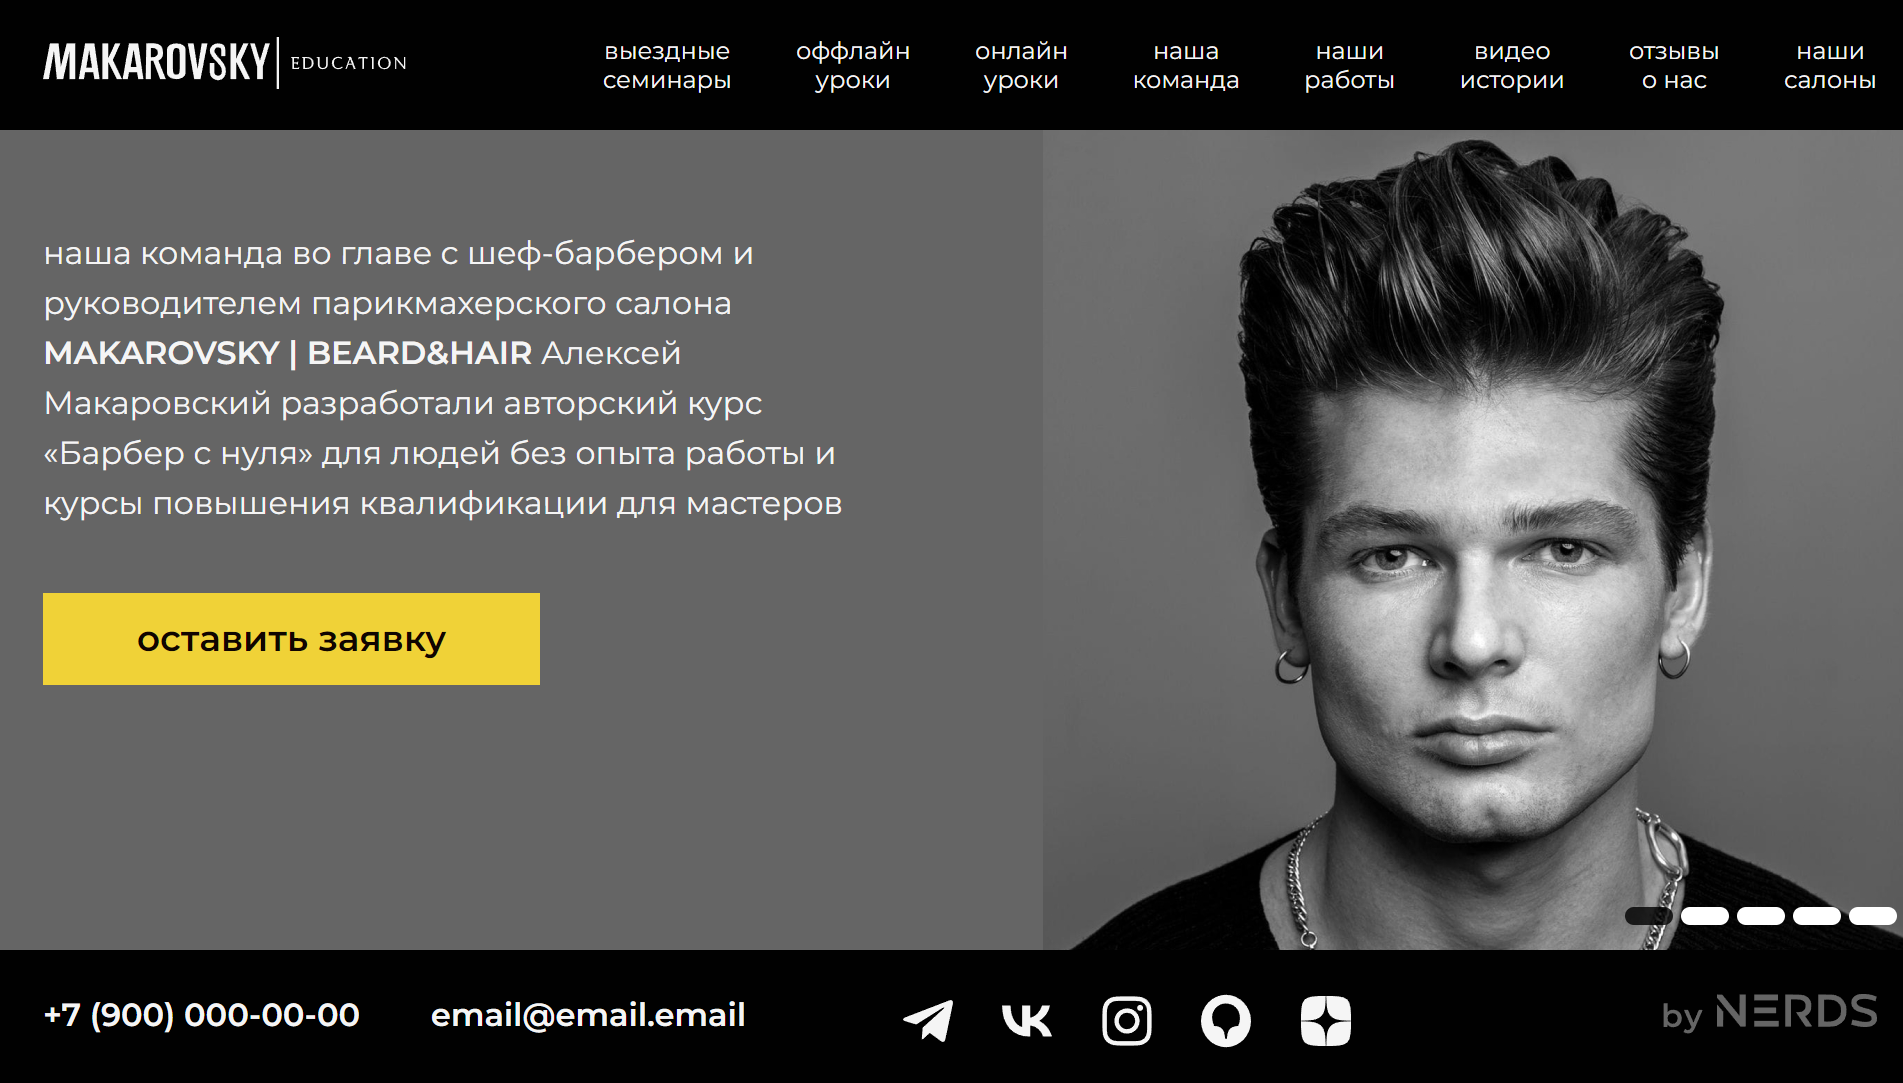 MAKAROVSKY | EDUCATION
выездные семинары
оффлайн уроки
онлайн уроки
наша команда
наши работы
видео истории
отзывы о нас
наши салоны
наша команда во главе с шеф-барбером и
руководителем парикмахерского салона
MAKAROVSKY | BEARD&HAIR Алексей
Макаровский разработали авторский курс
«Барбер с нуля» для людей без опыта работы и
курсы повышения квалификации для мастеров
оставить заявку
+7 (900) 000-00-00
email@email.email
by NERDS